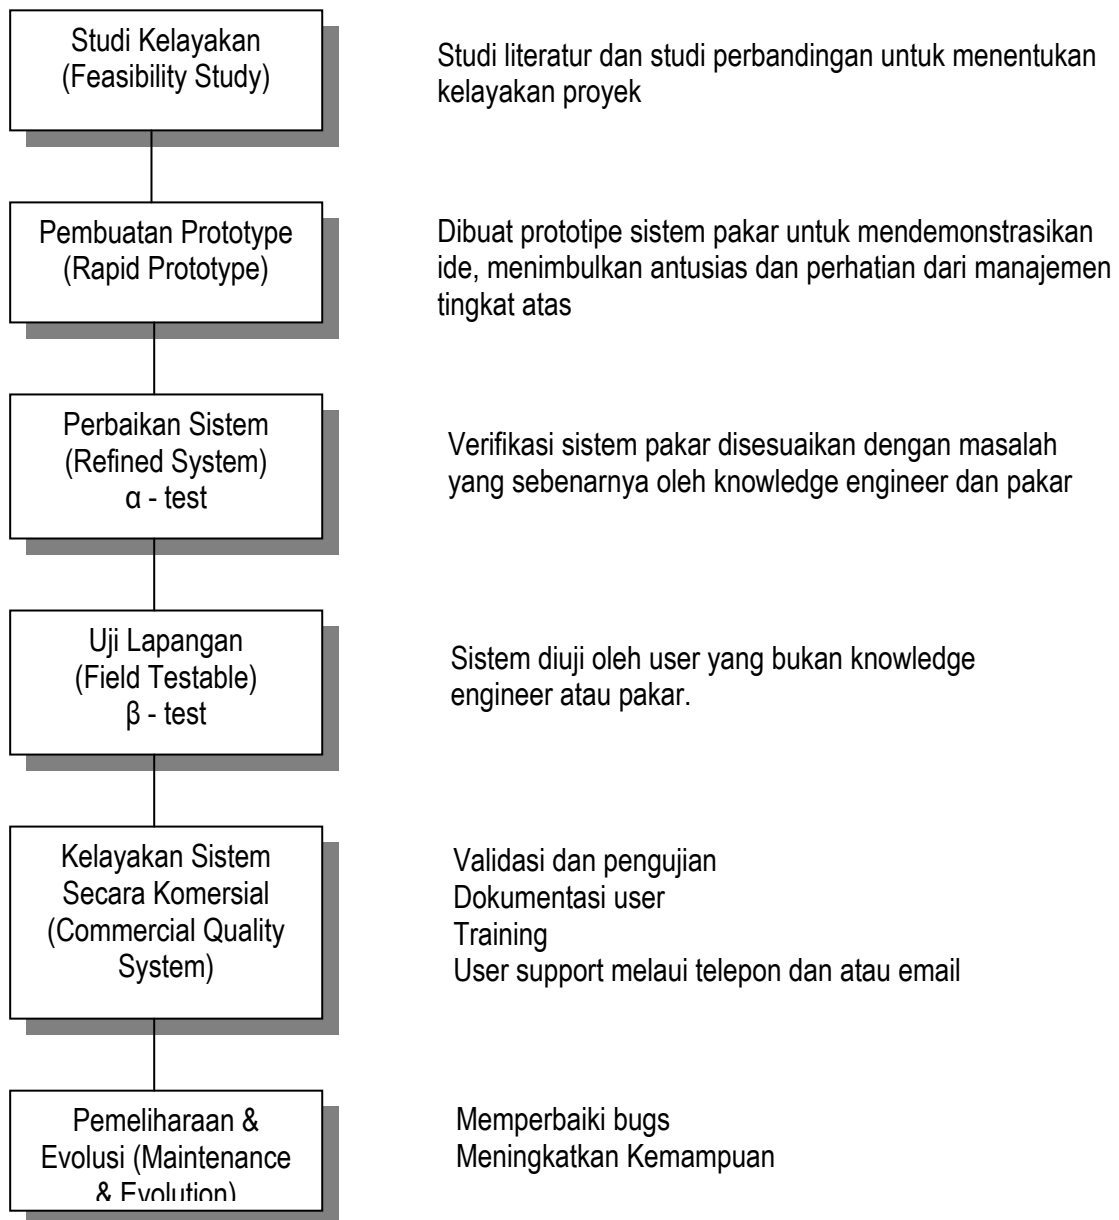 Studi Kelayakan
(Feasibility Study)
Studi literatur dan studi perbandingan untuk menentukan
kelayakan proyek
Pembuatan Prototype
(Rapid Prototype)
Dibuat prototipe sistem pakar untuk mendemonstrasikan
ide, menimbulkan antusias dan perhatian dari manajemen
tingkat atas
Perbaikan Sistem
(Refined System)
α - test
Verifikasi sistem pakar disesuaikan dengan masalah
yang sebenarnya oleh knowledge engineer dan pakar
Uji Lapangan
(Field Testable)
β - test
Sistem diuji oleh user yang bukan knowledge
engineer atau pakar.
Kelayakan Sistem
Secara Komersial
(Commercial Quality
System)
Validasi dan pengujian
Dokumentasi user
Training
User support melaui telepon dan atau email
Pemeliharaan &
Evolusi (Maintenance
& Evolution)
Memperbaiki bugs
Meningkatkan Kemampuan